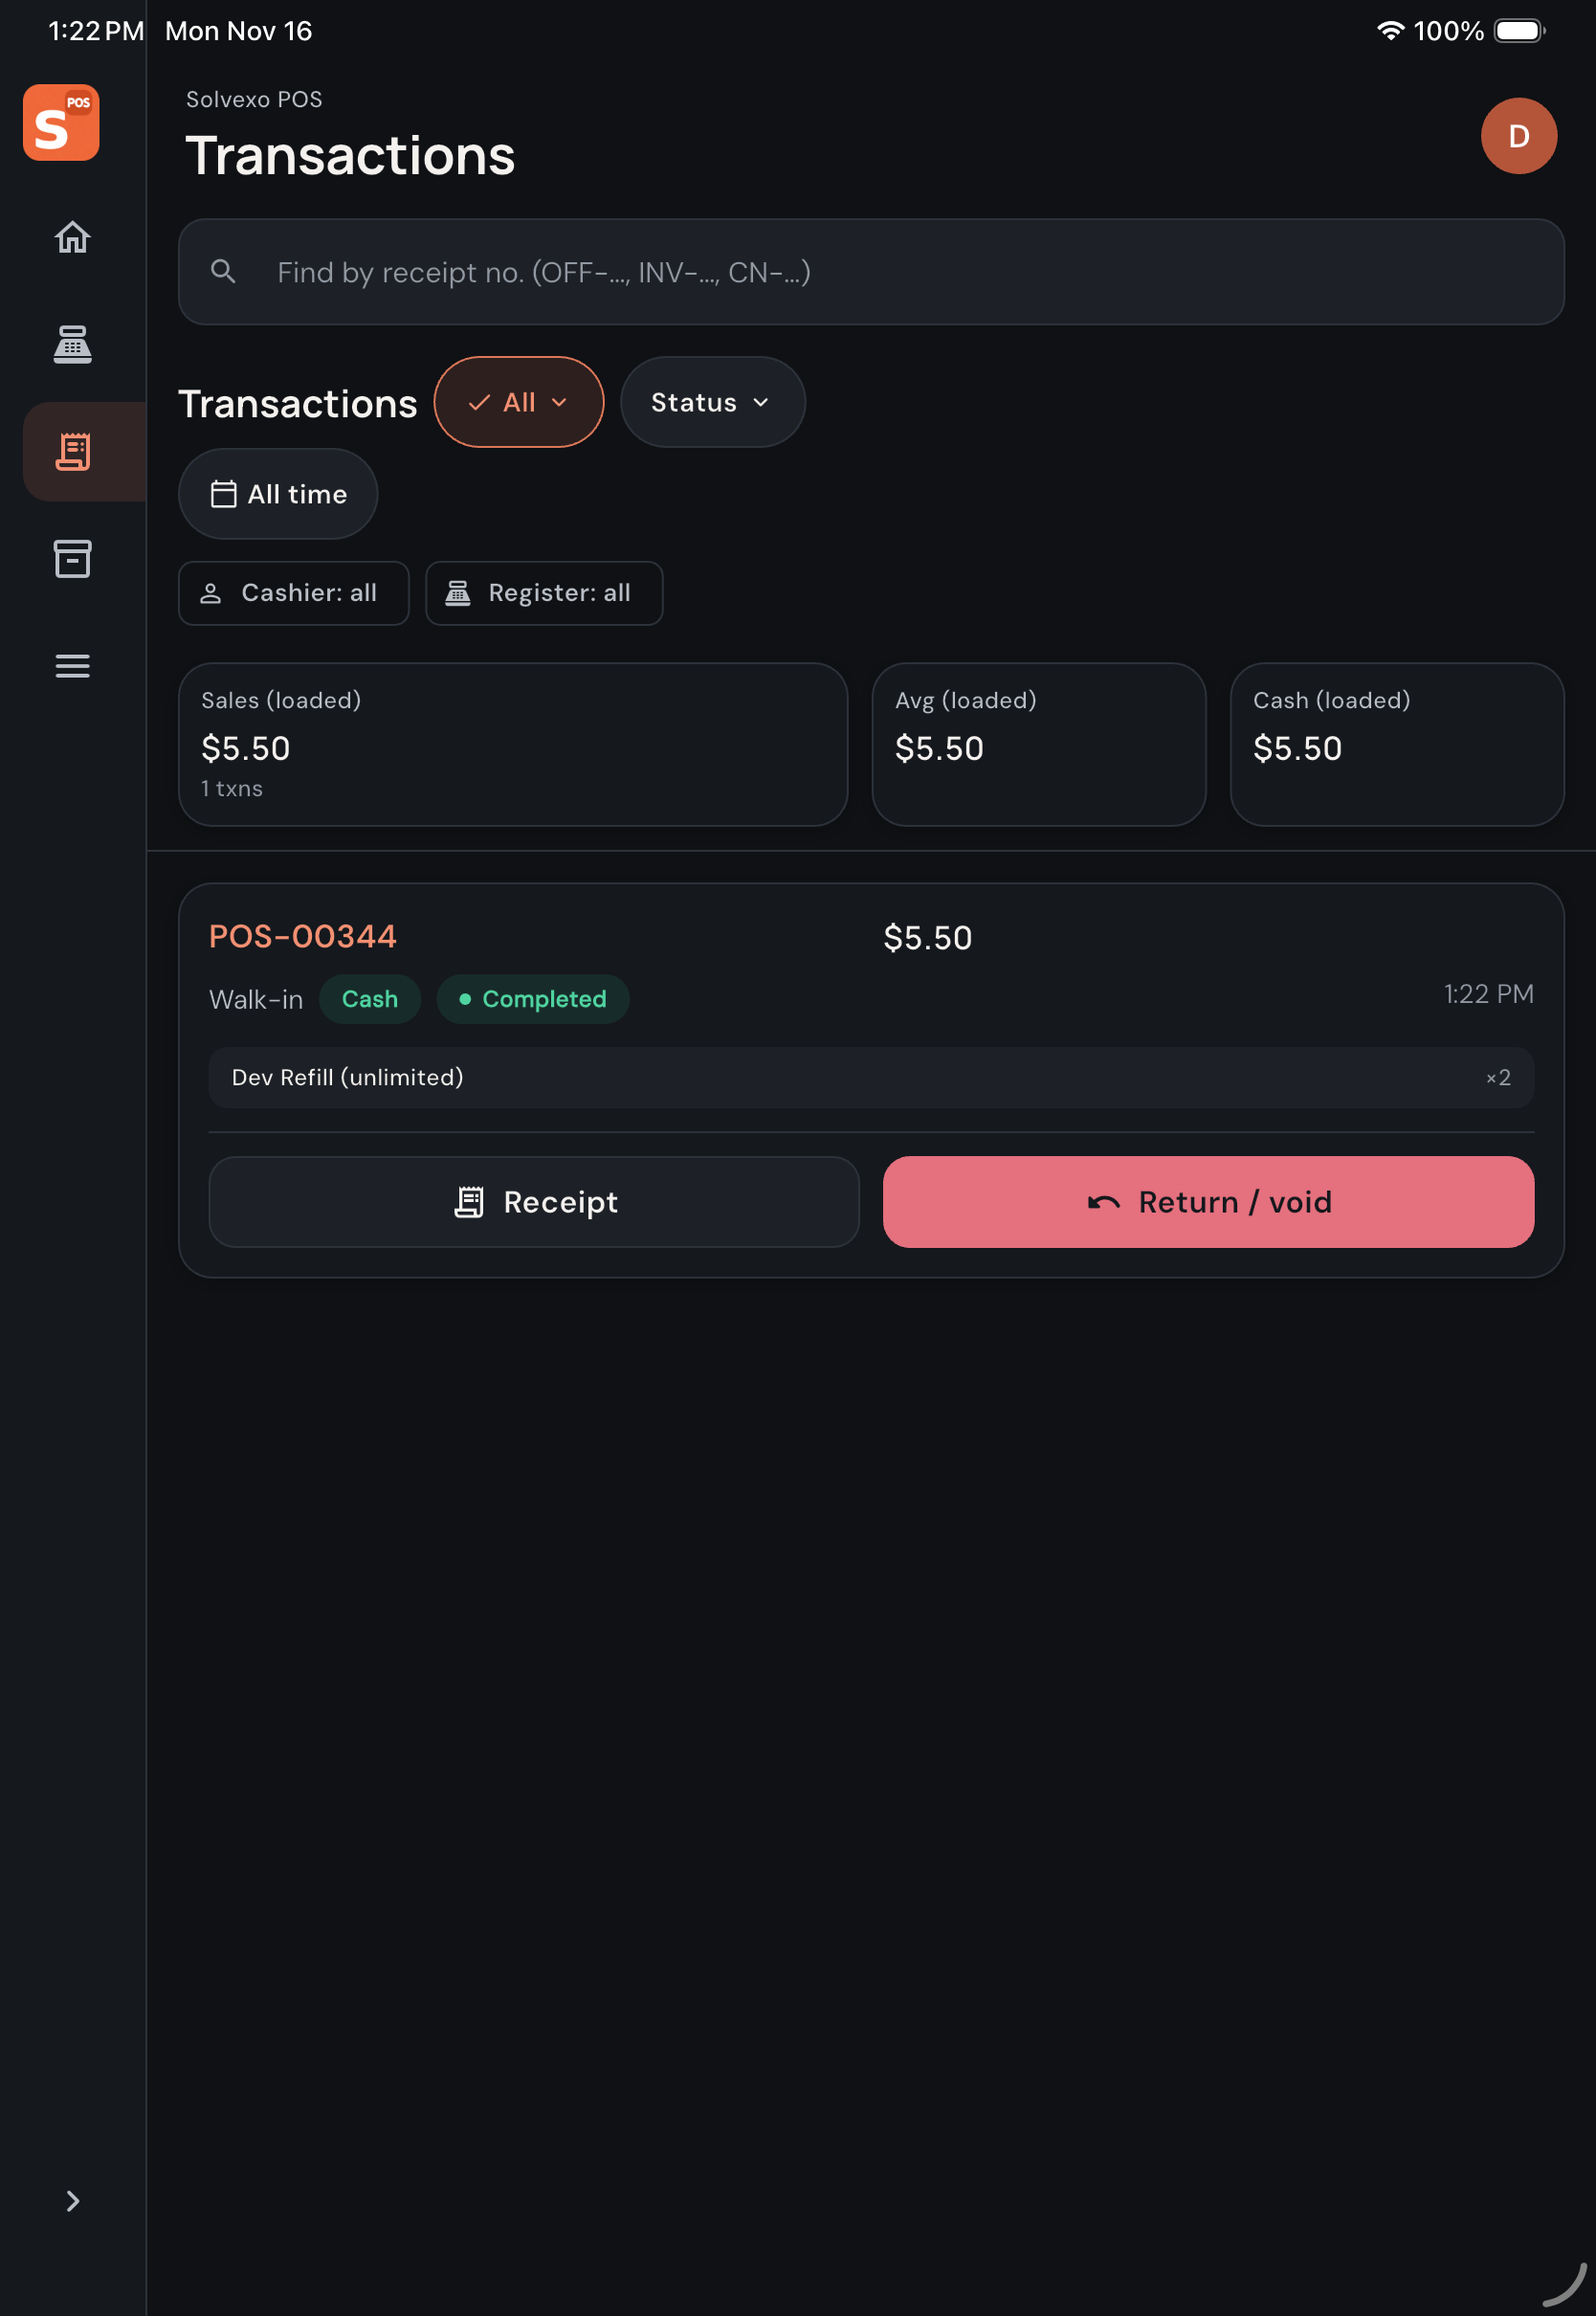 1:22 PM Mon Nov 16 100%
POS
S
Solvexo POS
Transactions
D
Find by receipt no. (OFF-..., INV-..., CN-...)
Transactions All Status
All time
Cashier: all Register: all
Sales (loaded) Avg (loaded) Cash (loaded)
$5.50 $5.50 $5.50
1 txns
POS-00344 $5.50
Walk-in Cash Completed 1:22 PM
Dev Refill (unlimited) ×2
Receipt Return / void